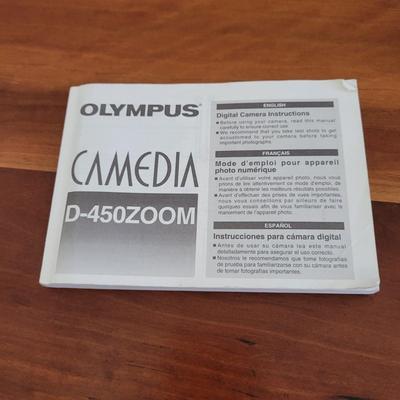 OLYMPUS®
CAMEDIA
D-450ZOOM
ENGLISH
Digital Camera Instructions
■ Before using your camera, read this manual
carefully to ensure correct use.
■ We recommend that you take test shots to get
accustomed to your camera before taking
important photographs.
FRANÇAIS
Mode d'emploi pour appareil
photo numérique
■ Avant d'utiliser votre appareil photo, nous vous
prions de lire attentivement ce mode d'emploi, de
manière à obtenir les meilleurs résultats possibles.
■ Avant d'effectuer des prises de vues importantes,
nous vous conseillons par ailleurs de faire
quelques essais afin de vous familiariser avec le
maniement de l'appareil photo.
ESPAÑOL
Instrucciones para cámara digital
■ Antes de usar su cámara lea este manual
detalladamente para asegurar el uso correcto.
■ Nosotros le recomendamos que tome fotografías
de prueba para familiarizarse con su cámara antes
de tomar fotografías importantes.